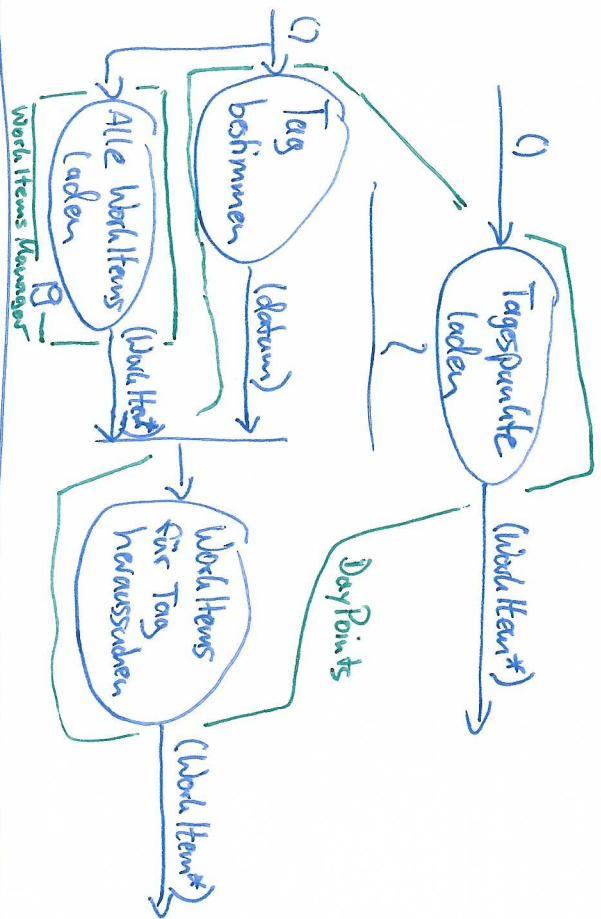 ()
Tagespunkte
laden
(WorkItem*)
()
Tag
bestimmen
(datum)
Alle WorkItems
laden
(WorkItem*)
WorkItems Manager
WorkItems
für Tag
heraussuchen
(WorkItem*)
DayPoints